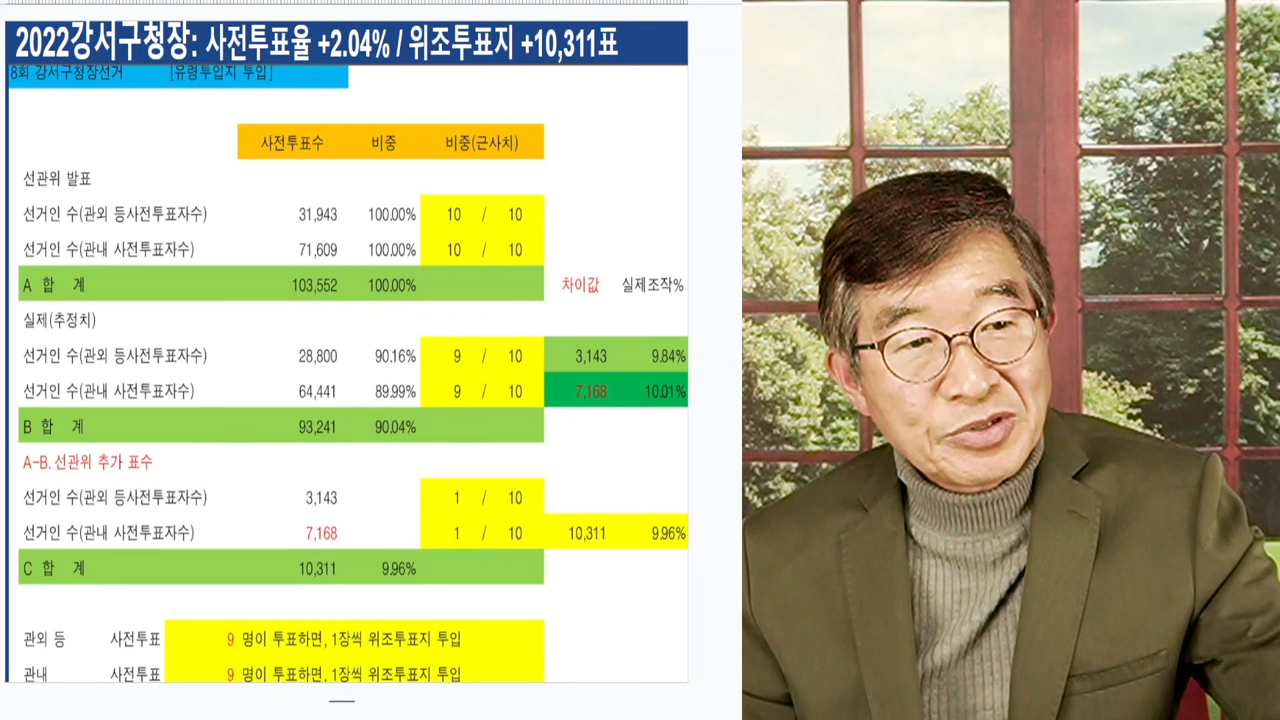 2022강서구청장: 사전투표율 +2.04% / 위조투표지 +10,311표
8회 강서구청장선거 [유령투입지 투입]
사전투표수 비중 비중(근사치)
선관위 발표
선거인 수(관외 등사전투표자수) 31,943 100.00% 10 / 10
선거인 수(관내 사전투표자수) 71,609 100.00% 10 / 10
A 합 계 103,552 100.00% 차이값 실제조작%
실제(추정치)
선거인 수(관외 등사전투표자수) 28,800 90.16% 9 / 10 3,143 9.84%
선거인 수(관내 사전투표자수) 64,441 89.99% 9 / 10 7,168 10.01%
B 합 계 93,241 90.04%
A-B. 선관위 추가 표수
선거인 수(관외 등사전투표자수) 3,143 1 / 10
선거인 수(관내 사전투표자수) 7,168 1 / 10 10,311 9.96%
C 합 계 10,311 9.96%
관외 등 사전투표 9 명이 투표하면, 1장씩 위조투표지 투입
관내 사전투표 9 명이 투표하면, 1장씩 위조투표지 투입